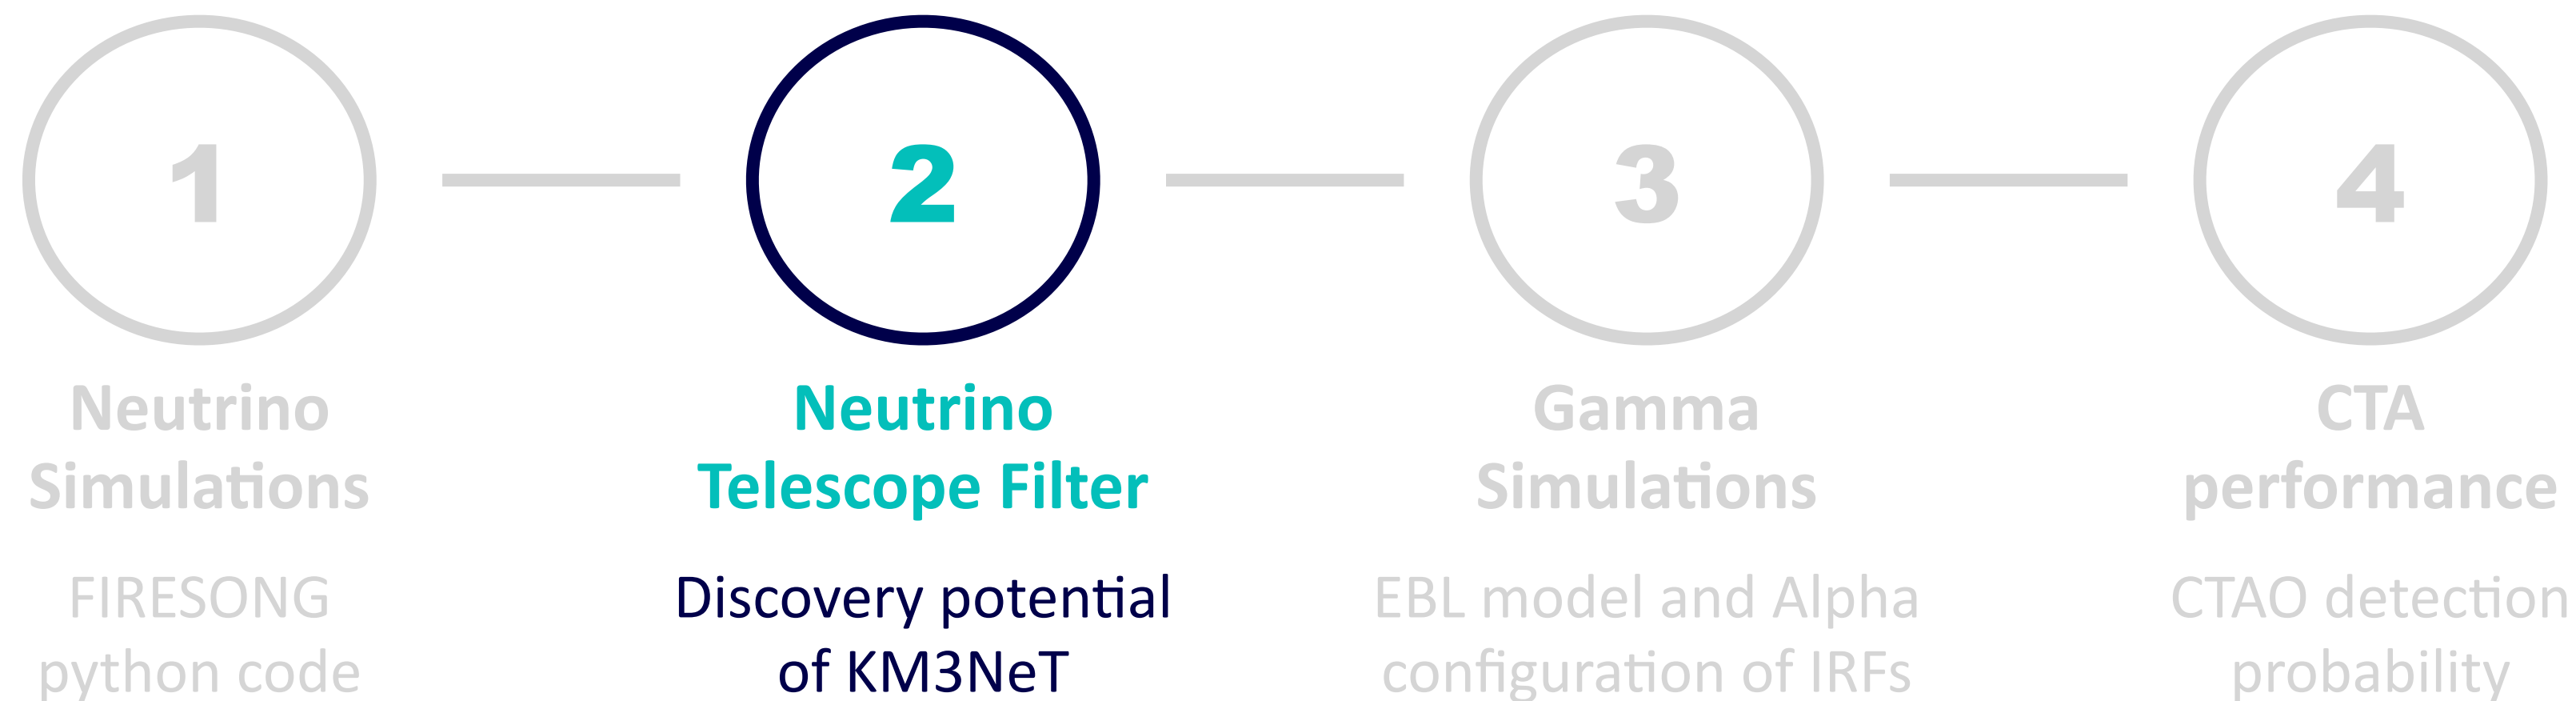 1
Neutrino
Simulations
FIRESONG
python code
2
Neutrino
Telescope Filter
Discovery potential
of KM3NeT
3
Gamma
Simulations
EBL model and Alpha
configuration of IRFs
4
CTA
performance
CTAO detection
probability